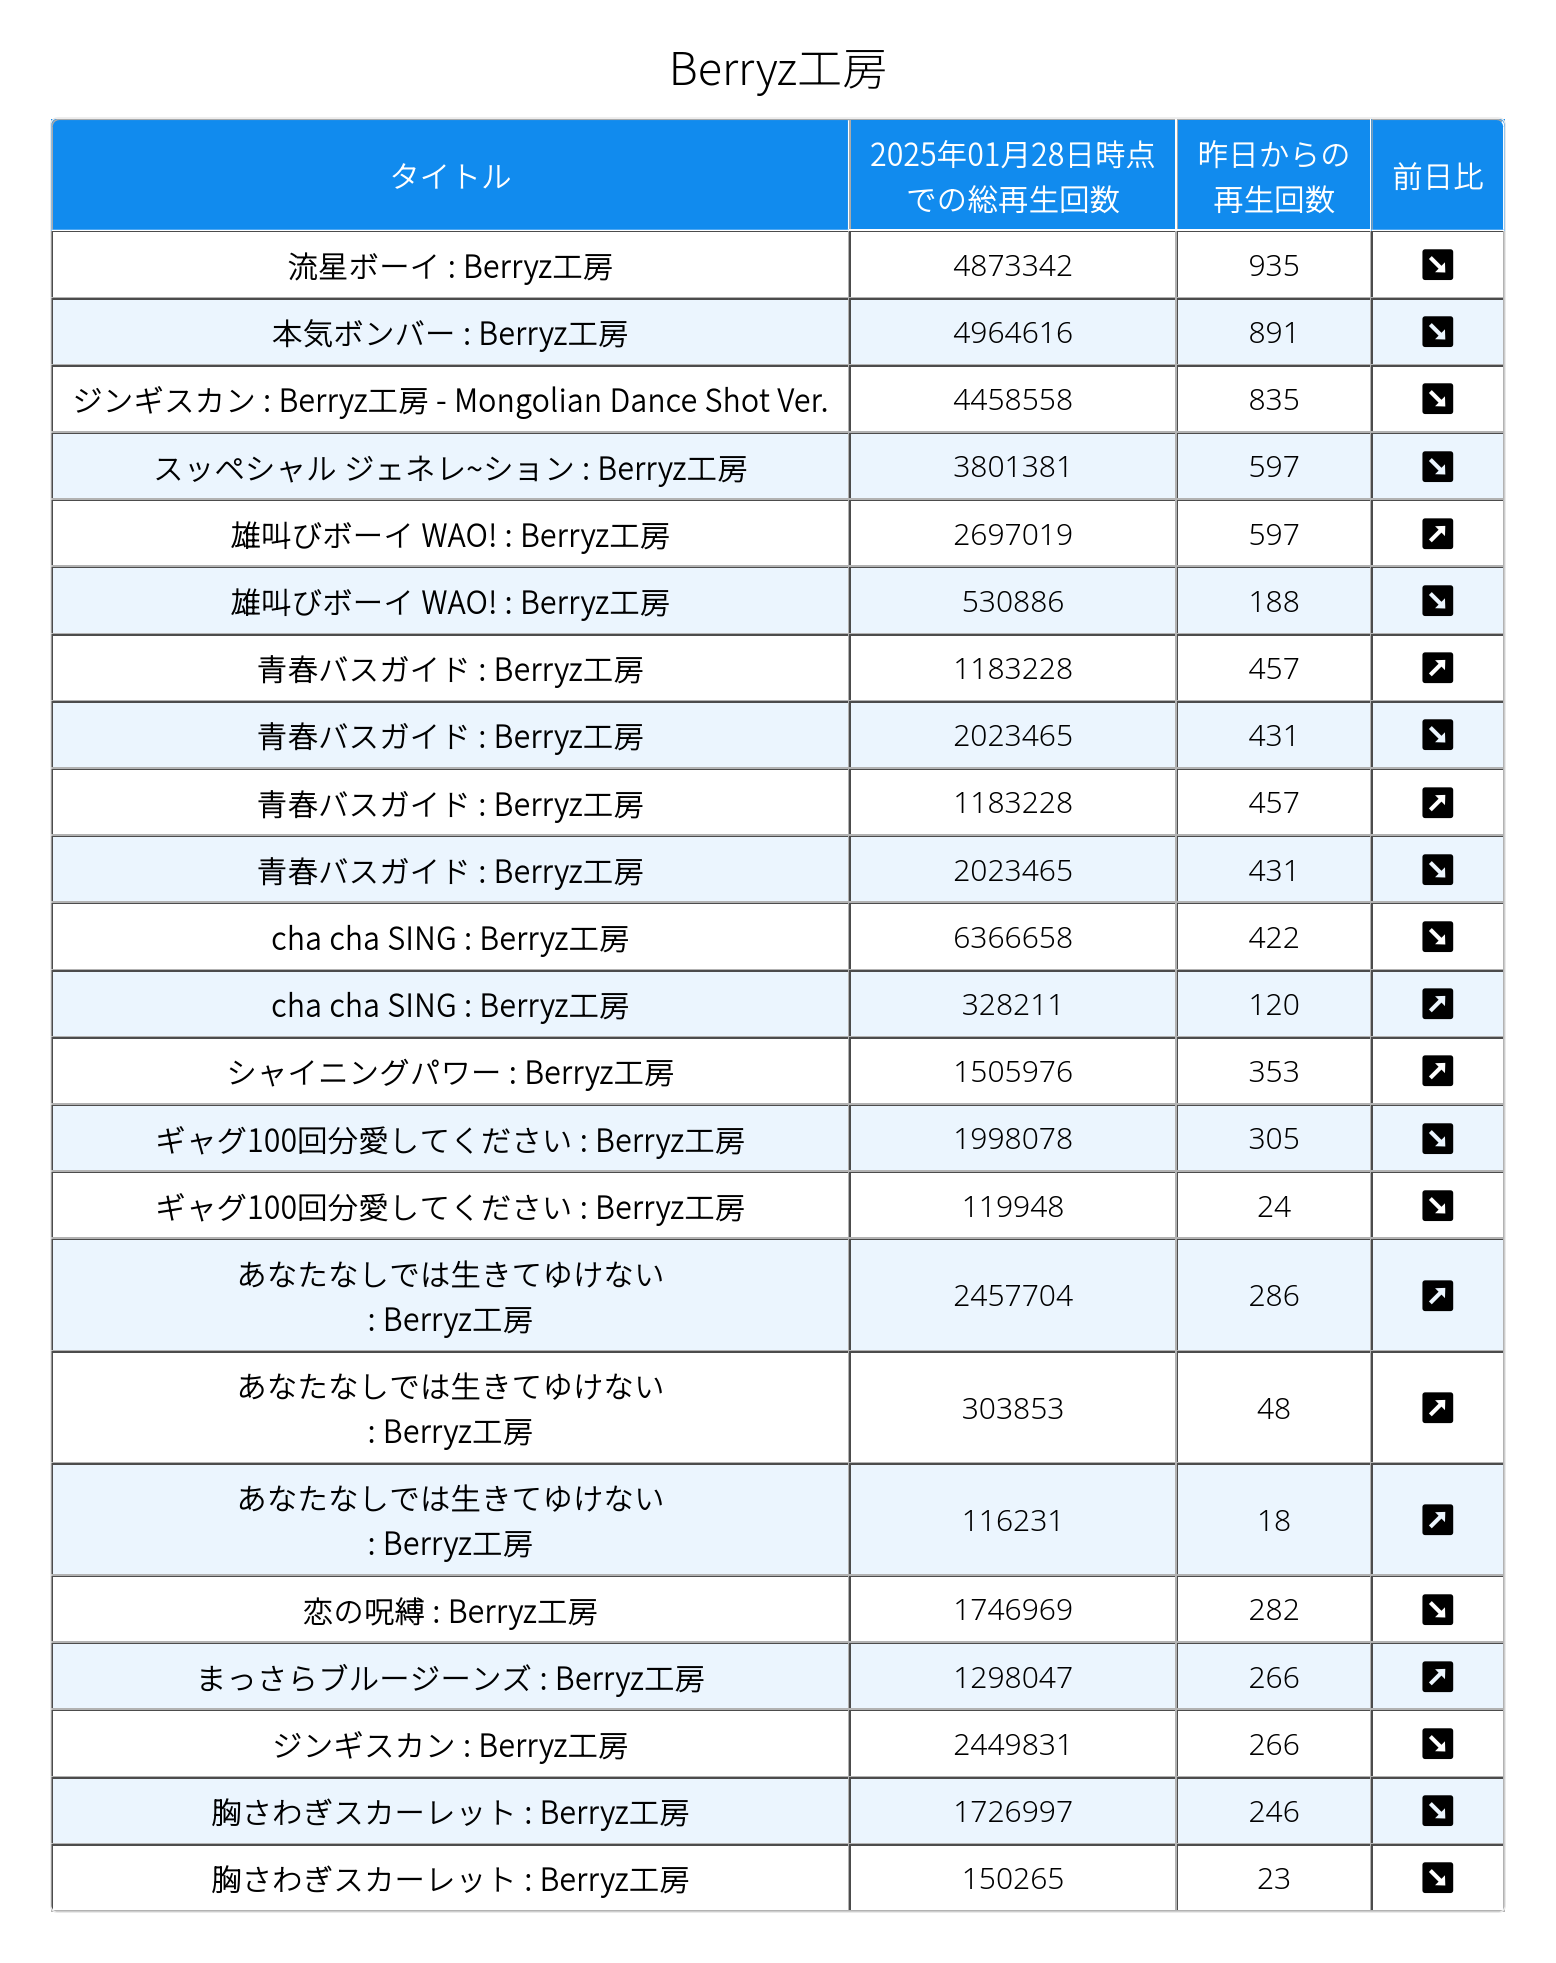 Berryz工房
タイトル 2025年01月28日時点 での総再生回数 昨日からの 再生回数 前日比
流星ボーイ : Berryz工房 4873342 935 ↘
本気ボンバー : Berryz工房 4964616 891 ↘
ジンギスカン : Berryz工房 - Mongolian Dance Shot Ver. 4458558 835 ↘
スッペシャル ジェネレ~ション : Berryz工房 3801381 597 ↘
雄叫びボーイ WAO! : Berryz工房 2697019 597 ↗
雄叫びボーイ WAO! : Berryz工房 530886 188 ↘
青春バスガイド : Berryz工房 1183228 457 ↗
青春バスガイド : Berryz工房 2023465 431 ↘
青春バスガイド : Berryz工房 1183228 457 ↗
青春バスガイド : Berryz工房 2023465 431 ↘
cha cha SING : Berryz工房 6366658 422 ↘
cha cha SING : Berryz工房 328211 120 ↗
シャイニングパワー : Berryz工房 1505976 353 ↗
ギャグ100回分愛してください : Berryz工房 1998078 305 ↘
ギャグ100回分愛してください : Berryz工房 119948 24 ↘
あなたなしでは生きてゆけない
: Berryz工房 2457704 286 ↗
あなたなしでは生きてゆけない
: Berryz工房 303853 48 ↗
あなたなしでは生きてゆけない
: Berryz工房 116231 18 ↗
恋の呪縛 : Berryz工房 1746969 282 ↘
まっさらブルージーンズ : Berryz工房 1298047 266 ↗
ジンギスカン : Berryz工房 2449831 266 ↘
胸さわぎスカーレット : Berryz工房 1726997 246 ↘
胸さわぎスカーレット : Berryz工房 150265 23 ↘